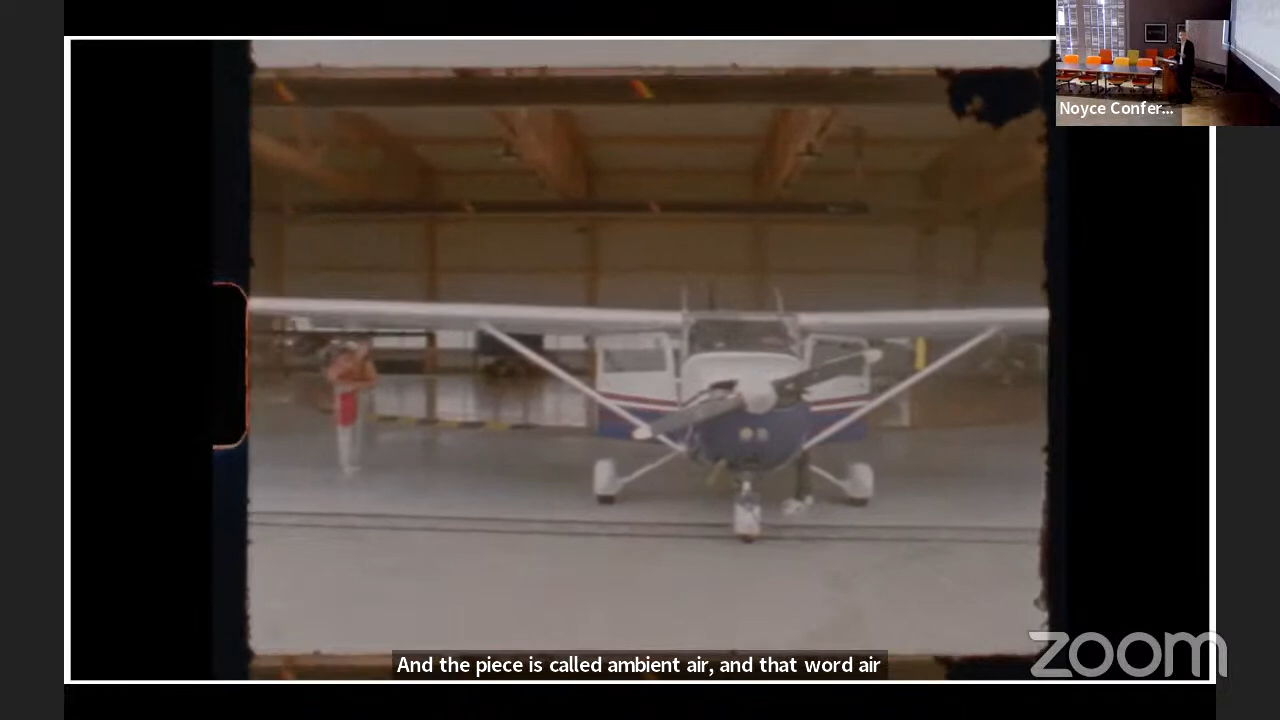 Noyce Confer...
And the piece is called ambient air, and that word air
zoom